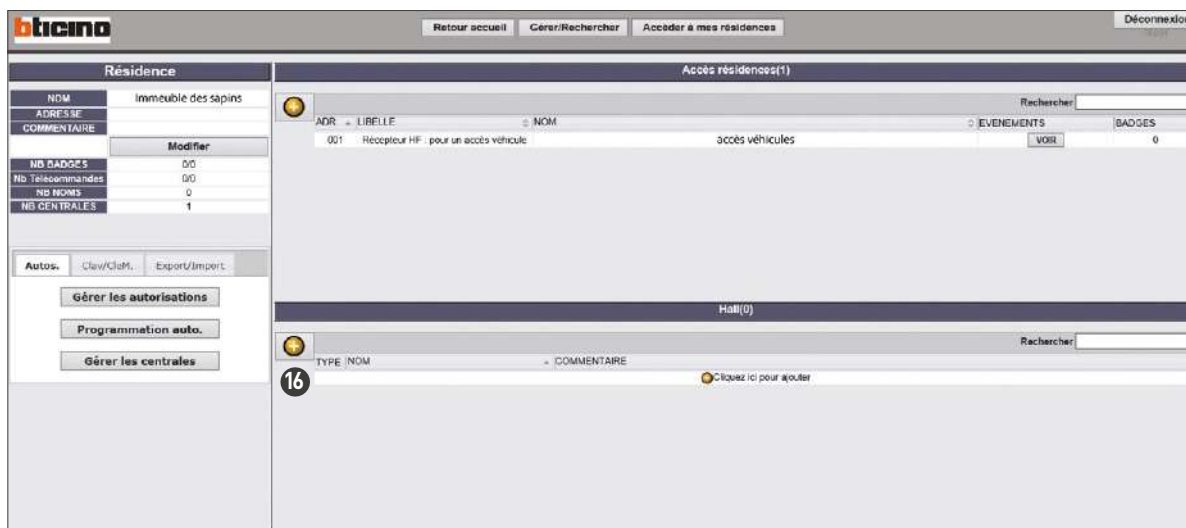 bticino
Retour accueil Gérer/Rechercher Accéder à mes résidences
Déconnexion
Résidence
NOM Immeuble des sapins
ADRESSE
COMMENTAIRE
Modifier
NB BADGES 0/0
Nb Télécommandes 0/0
NB NOMS 0
NB CENTRALES 1
Autos. Clav/CleM. Export/Import
Gérer les autorisations
Programmation auto.
Gérer les centrales
Accès résidences(1)
Rechercher
ADR LIBELLE NOM EVENEMENTS BADGES
001 Récepteur HF : pour un accès véhicule accès véhicules VOIR 0
Hall(0)
Rechercher
TYPE NOM COMMENTAIRE
16
Cliquez ici pour ajouter